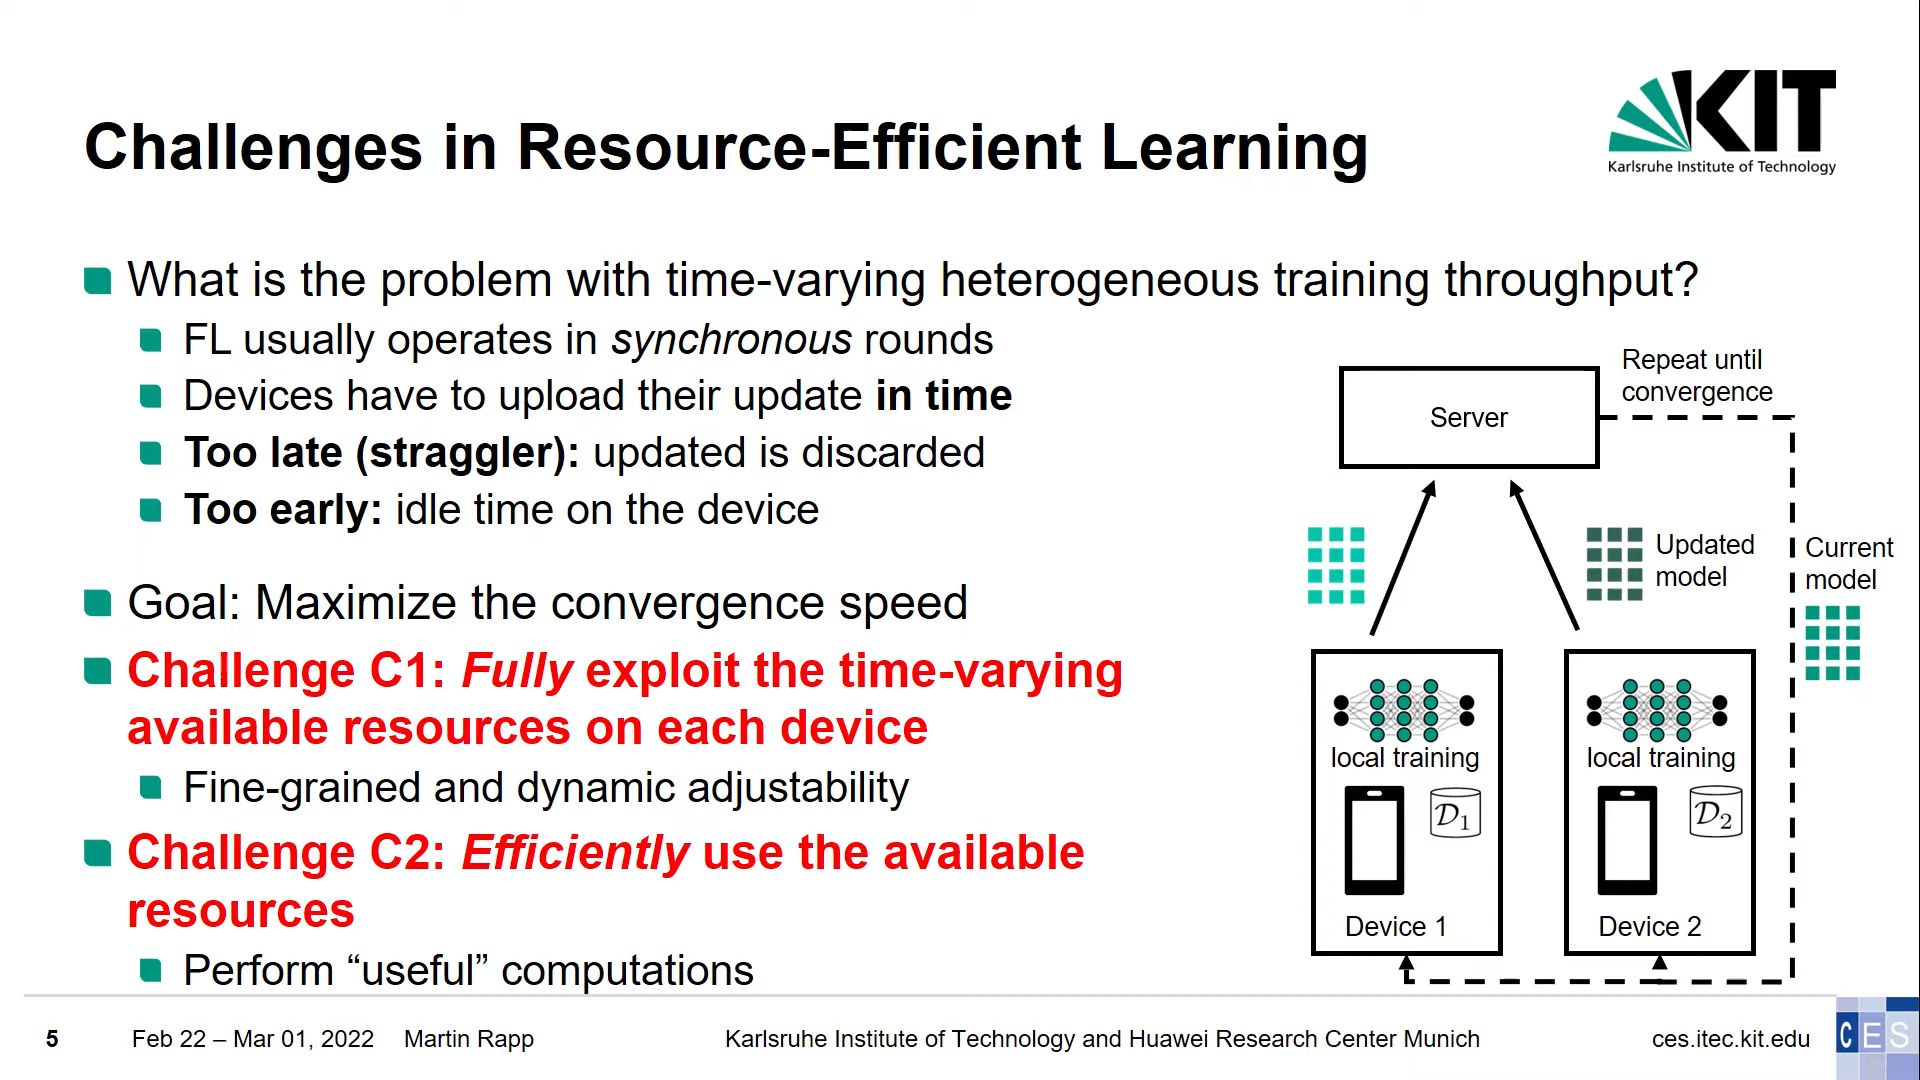 KIT
Karlsruhe Institute of Technology
Challenges in Resource-Efficient Learning
What is the problem with time-varying heterogeneous training throughput?
FL usually operates in synchronous rounds
Devices have to upload their update in time
Too late (straggler): updated is discarded
Too early: idle time on the device
Goal: Maximize the convergence speed
Challenge C1: Fully exploit the time-varying
available resources on each device
Fine-grained and dynamic adjustability
Challenge C2: Efficiently use the available
resources
Perform “useful” computations
Repeat until
convergence
Server
Updated
model
Current
model
local training
D1
Device 1
local training
D2
Device 2
5 Feb 22 – Mar 01, 2022 Martin Rapp Karlsruhe Institute of Technology and Huawei Research Center Munich ces.itec.kit.edu
CES